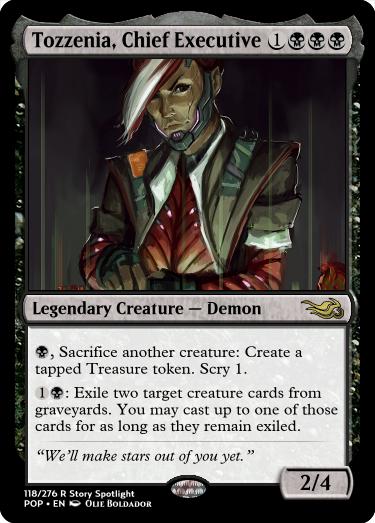 Tozzenia, Chief Executive 1
Legendary Creature — Demon
, Sacrifice another creature: Create a
tapped Treasure token. Scry 1.
1 : Exile two target creature cards from
graveyards. You may cast up to one of those
cards for as long as they remain exiled.
“We’ll make stars out of you yet.”
118/276 R Story Spotlight
POP • EN Olie Boldador
2/4